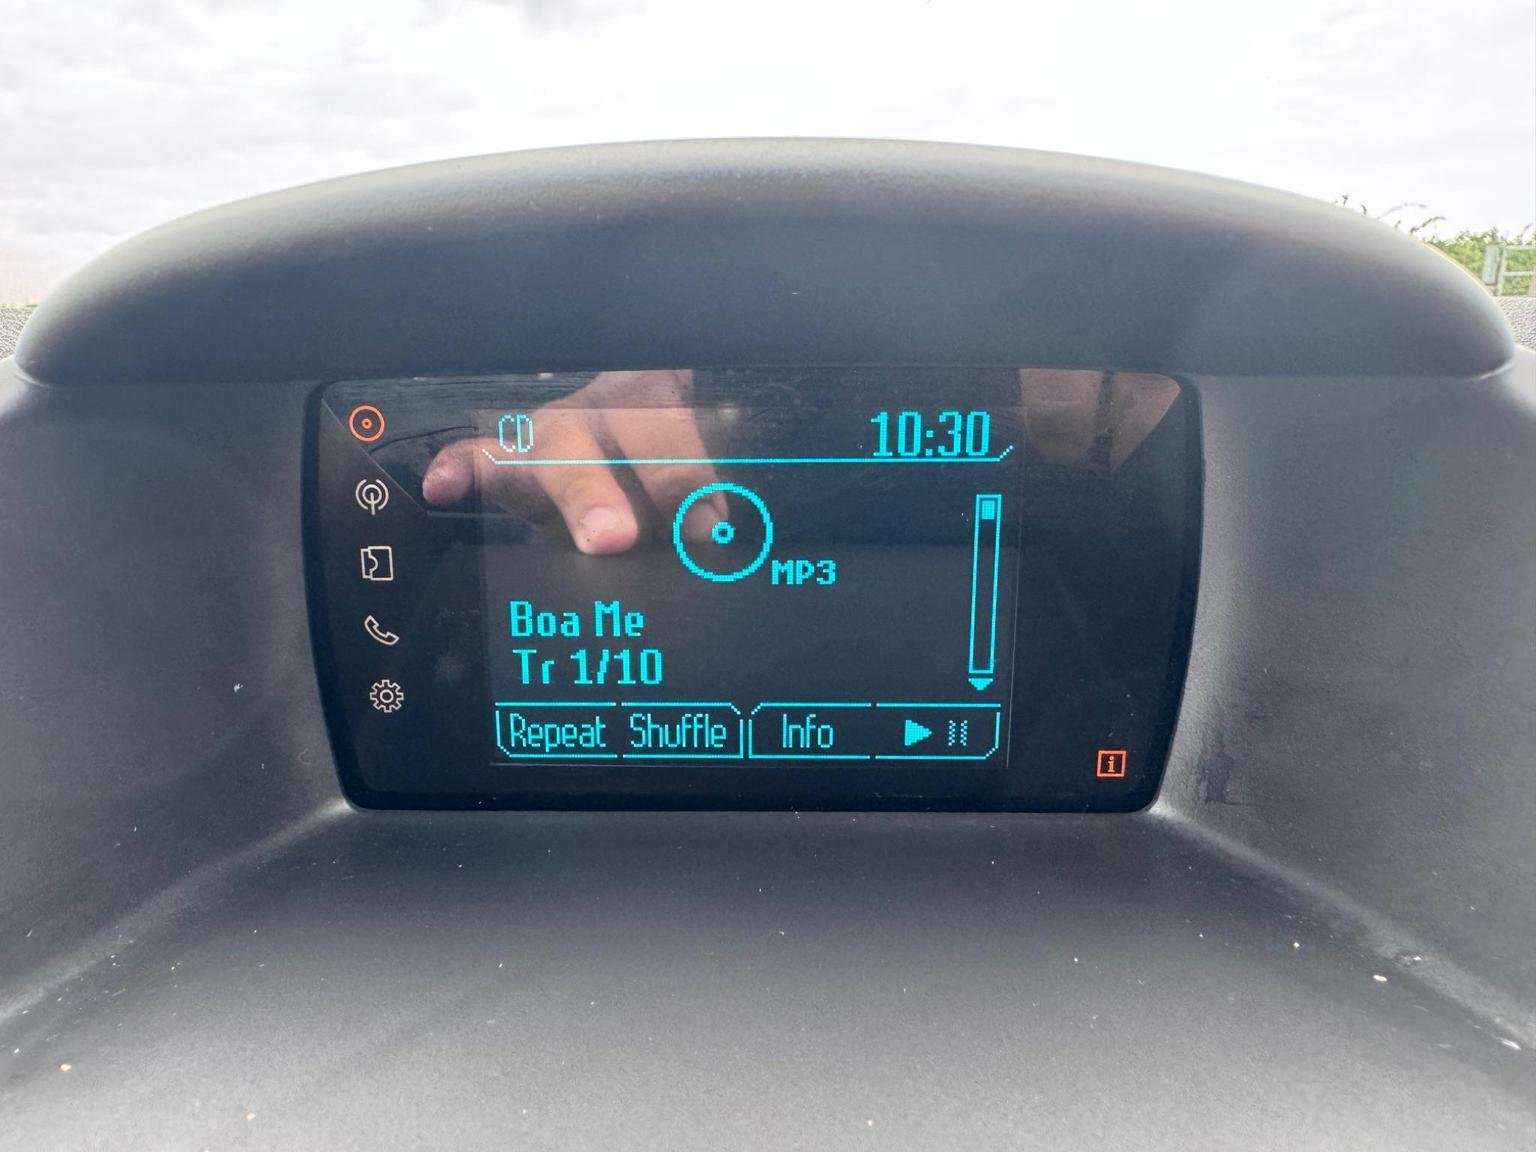 CD 10:30
MP3
Boa Me
Tr 1/10
Repeat Shuffle Info
i